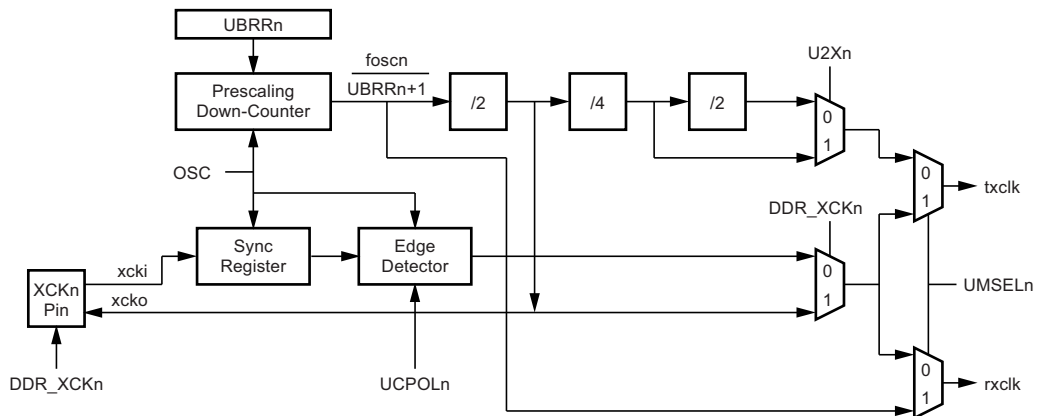 UBRRn
foscn
UBRRn+1
U2Xn
Prescaling
Down-Counter
/2
/4
/2
0
1
OSC
0
1
txclk
DDR_XCKn
Sync
Register
Edge
Detector
xcki
0
1
XCKn
Pin
xcko
UMSELn
DDR_XCKn
UCPOLn
0
1
rxclk